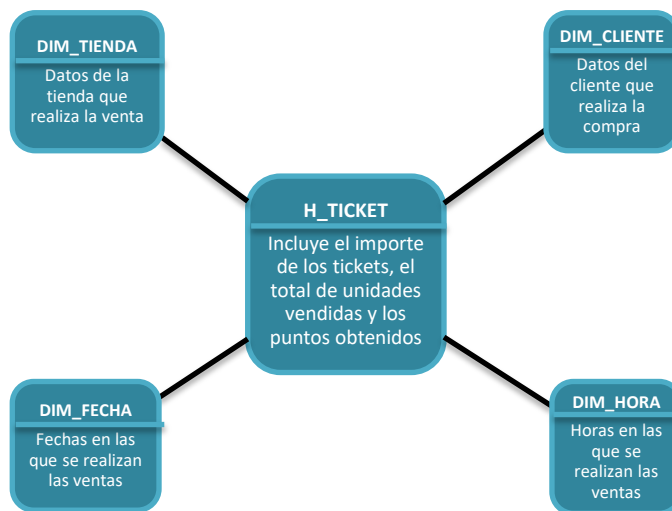 DIM_TIENDA
Datos de la
tienda que
realiza la venta
DIM_CLIENTE
Datos del
cliente que
realiza la
compra
H_TICKET
Incluye el importe
de los tickets, el
total de unidades
vendidas y los
puntos obtenidos
DIM_FECHA
Fechas en las
que se realizan
las ventas
DIM_HORA
Horas en las
que se
realizan las
ventas